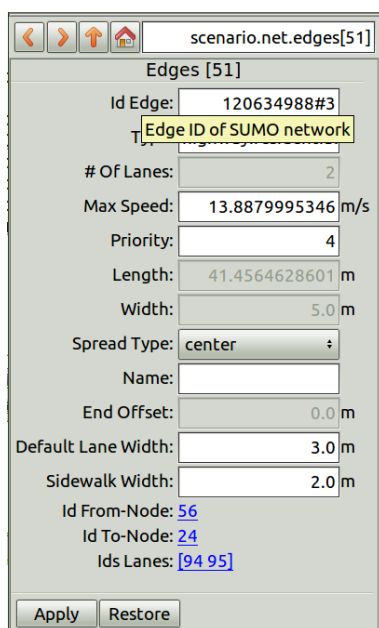 scenario.net.edges[51]
Edges [51]
Id Edge: 120634988#3
Edge ID of SUMO network
# Of Lanes: 2
Max Speed: 13.8879995346 m/s
Priority: 4
Length: 41.4564628601 m
Width: 5.0 m
Spread Type: center
Name:
End Offset: 0.0 m
Default Lane Width: 3.0 m
Sidewalk Width: 2.0 m
Id From-Node: 56
Id To-Node: 24
Ids Lanes: [94 95]
Apply Restore